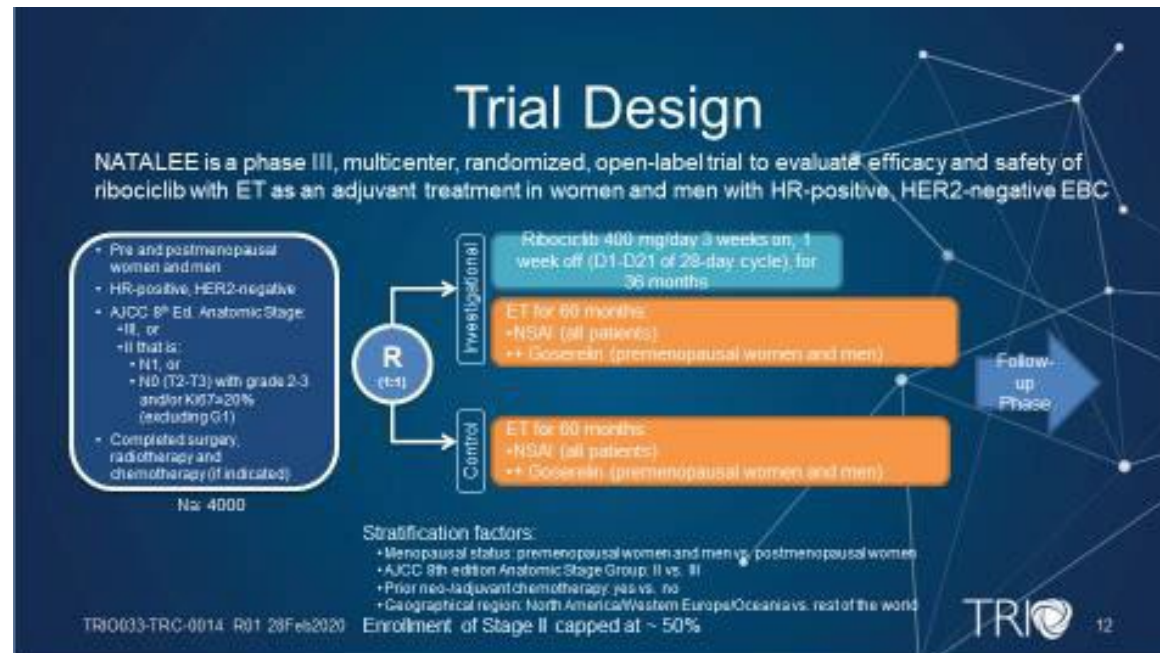 Trial Design
NATALEE is a phase III, multicenter, randomized, open-label trial to evaluate efficacy and safety of
ribociclib with ET as an adjuvant treatment in women and men with HR-positive, HER2-negative EBC
• Pre and postmenopausal
women and men
• HR-positive, HER2-negative
• AJCC 8th Ed. Anatomic Stage:
•III, or
•II that is:
• N1, or
• N0 (T2-T3) with grade 2-3
and/or Ki67≥20%
(excluding G1)
• Completed surgery,
radiotherapy and
chemotherapy (if indicated)
N≈ 4000
R
(1:1)
Investigational
Ribociclib 400 mg/day 3 weeks on, 1
week off (D1-D21 of 28-day cycle), for
36 months
ET for 60 months:
•NSAI (all patients)
•+ Goserelin (premenopausal women and men)
Control
ET for 60 months:
•NSAI (all patients)
•+ Goserelin (premenopausal women and men)
Follow-
up
Phase
Stratification factors:
•Menopausal status: premenopausal women and men vs. postmenopausal women
•AJCC 8th edition Anatomic Stage Group: II vs. III
•Prior neo-/adjuvant chemotherapy: yes vs. no
•Geographical region: North America/Western Europe/Oceania vs. rest of the world
Enrollment of Stage II capped at ~ 50%
TRIO033-TRC-0014 R01 28Feb2020
TRIO
12